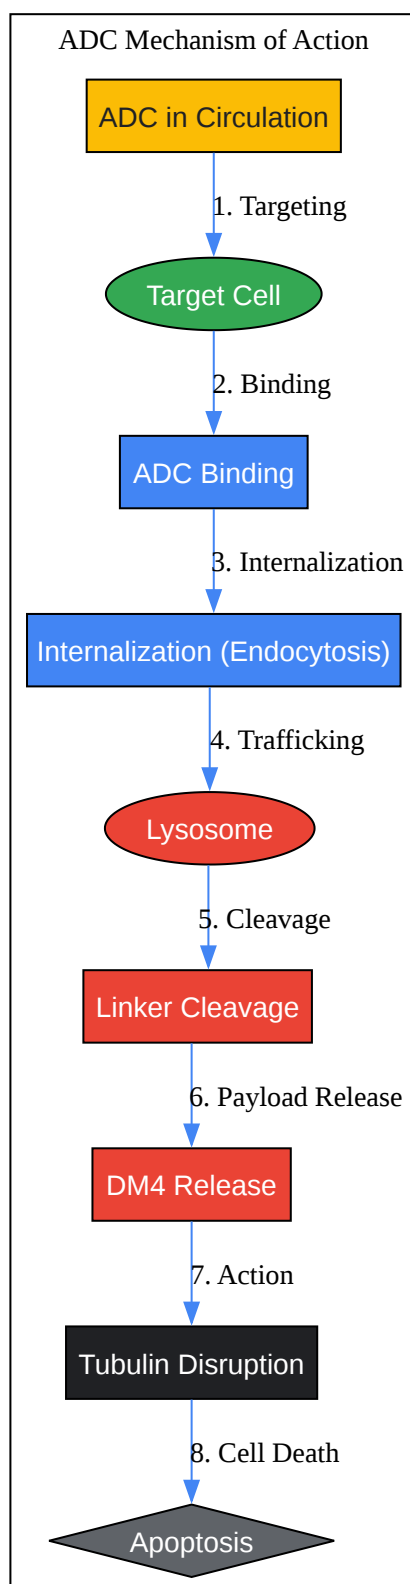 ADC Mechanism of Action
ADC in Circulation
1. Targeting
Target Cell
2. Binding
ADC Binding
3. Internalization
Internalization (Endocytosis)
4. Trafficking
Lysosome
5. Cleavage
Linker Cleavage
6. Payload Release
DM4 Release
7. Action
Tubulin Disruption
8. Cell Death
Apoptosis